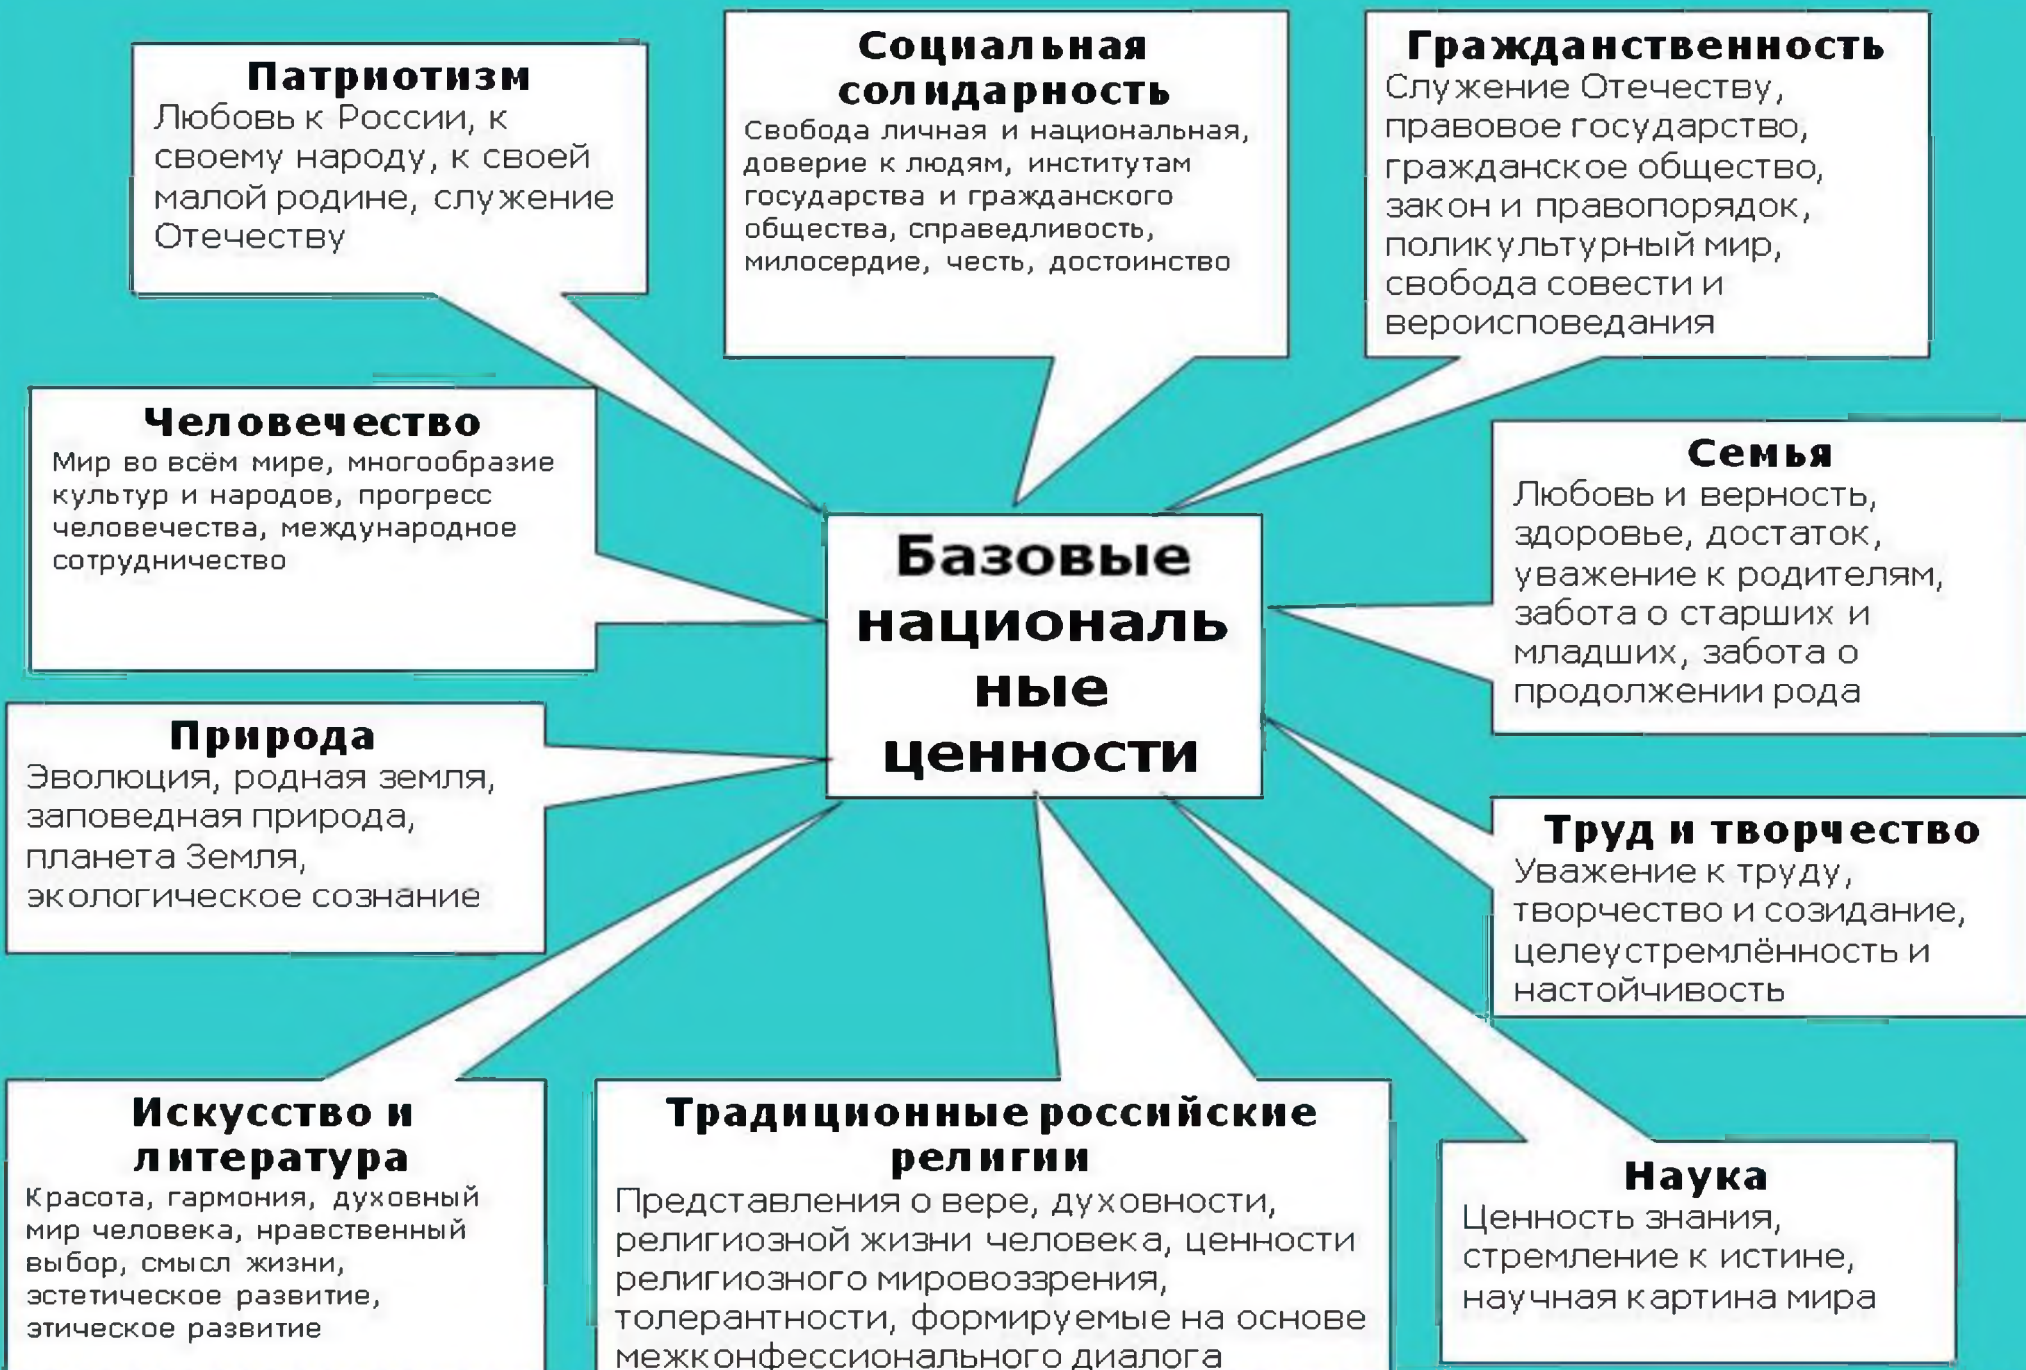 Патриотизм
Любовь к России, к
своему народу, к своей
малой родине, служение
Отечеству
Социальная
солидарность
Свобода личная и национальная,
доверие к людям, институтам
государства и гражданского
общества, справедливость,
милосердие, честь, достоинство
Гражданственность
Служение Отечеству,
правовое государство,
гражданское общество,
закон и правопорядок,
поликультурный мир,
свобода совести и
вероисповедания
Человечество
Мир во всём мире, многообразие
культур и народов, прогресс
человечества, международное
сотрудничество
Базовые
националь
ные
ценности
Семья
Любовь и верность,
здоровье, достаток,
уважение к родителям,
забота о старших и
младших, забота о
продолжении рода
Природа
Эволюция, родная земля,
заповедная природа,
планета Земля,
экологическое сознание
Труд и творчество
Уважение к труду,
творчество и созидание,
целеустремлённость и
настойчивость
Искусство и
литература
Красота, гармония, духовный
мир человека, нравственный
выбор, смысл жизни,
эстетическое развитие,
этическое развитие
Традиционные российские
религии
Представления о вере, духовности,
религиозной жизни человека, ценности
религиозного мировоззрения,
толерантности, формируемые на основе
межконфессионального диалога
Наука
Ценность знания,
стремление к истине,
научная картина мира